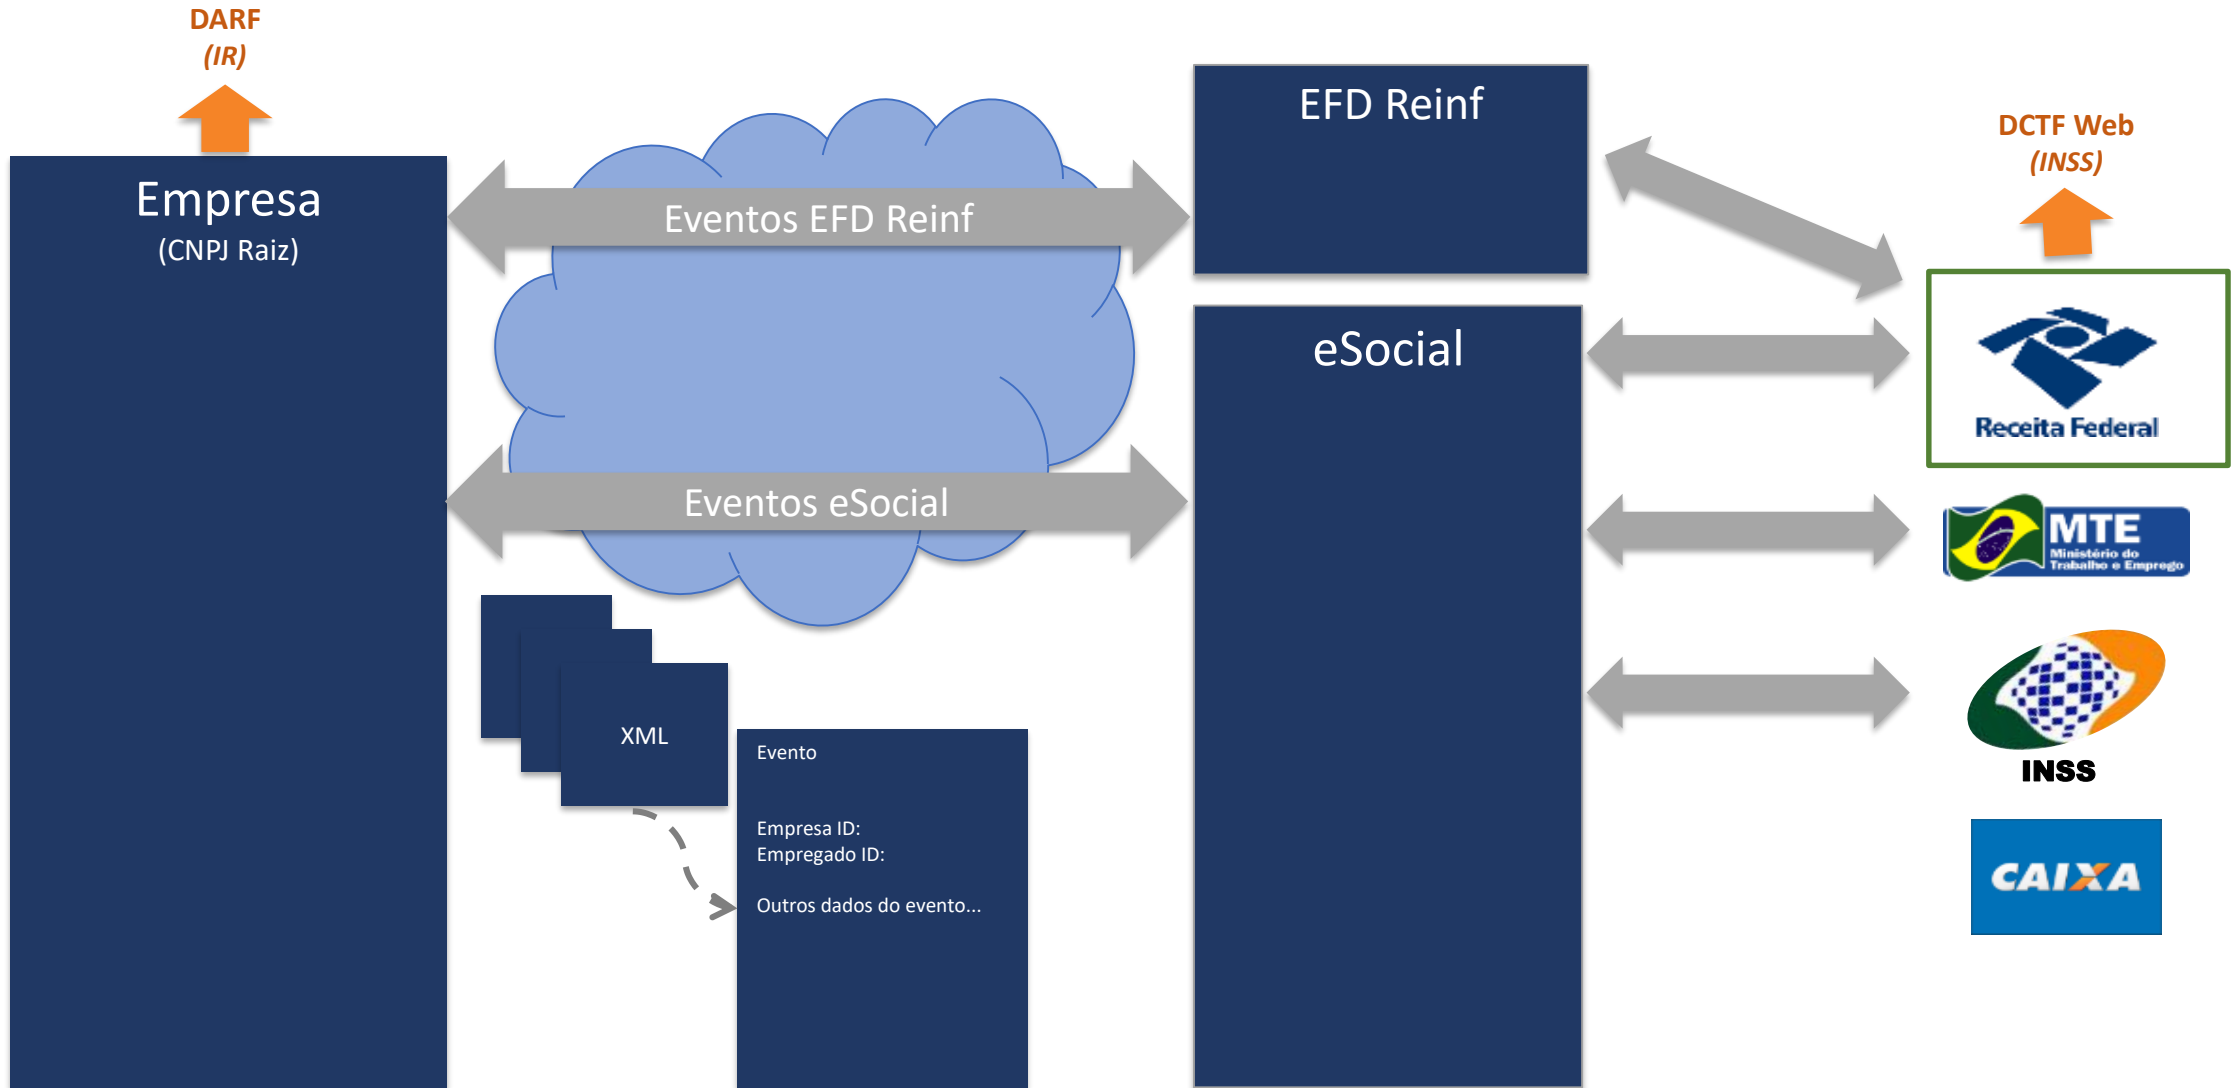 DARF
(IR)
Empresa
(CNPJ Raiz)
Eventos EFD Reinf
Eventos eSocial
XML
Evento
Empresa ID:
Empregado ID:
Outros dados do evento...
EFD Reinf
eSocial
DCTF Web
(INSS)
Receita Federal
MTE
Ministério do
Trabalho e Emprego
INSS
CAIXA